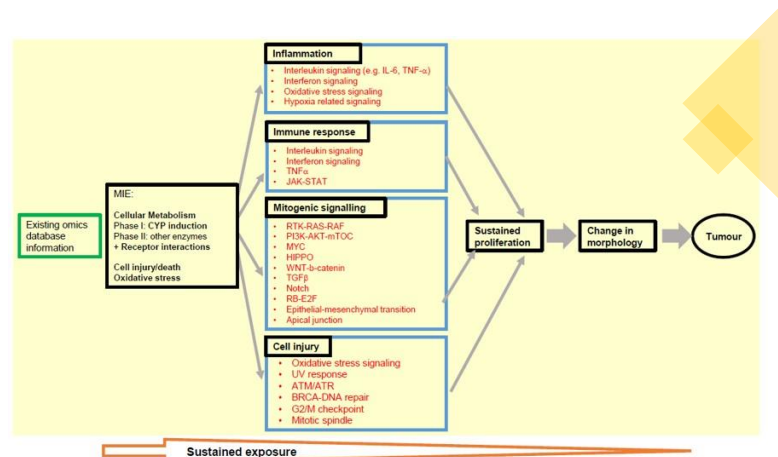 Inflammation
• Interleukin signaling (e.g. IL-6, TNF-α)
• Interferon signaling
• Oxidative stress signaling
• Hypoxia related signaling
Immune response
• Interleukin signaling
• Interferon signaling
• TNFα
• JAK-STAT
Existing omics
database
information
MIE:
Cellular Metabolism
Phase I: CYP induction
Phase II: other enzymes
+ Receptor interactions
Cell injury/death
Oxidative stress
Mitogenic signalling
• RTK-RAS-RAF
• PI3K-AKT-mTOC
• MYC
• HIPPO
• WNT-b-catenin
• TGFβ
• Notch
• RB-E2F
• Epithelial-mesenchymal transition
• Apical junction
Sustained
proliferation
Change in
morphology
Tumour
Cell injury
• Oxidative stress signaling
• UV response
• ATM/ATR
• BRCA-DNA repair
• G2/M checkpoint
• Mitotic spindle
Sustained exposure